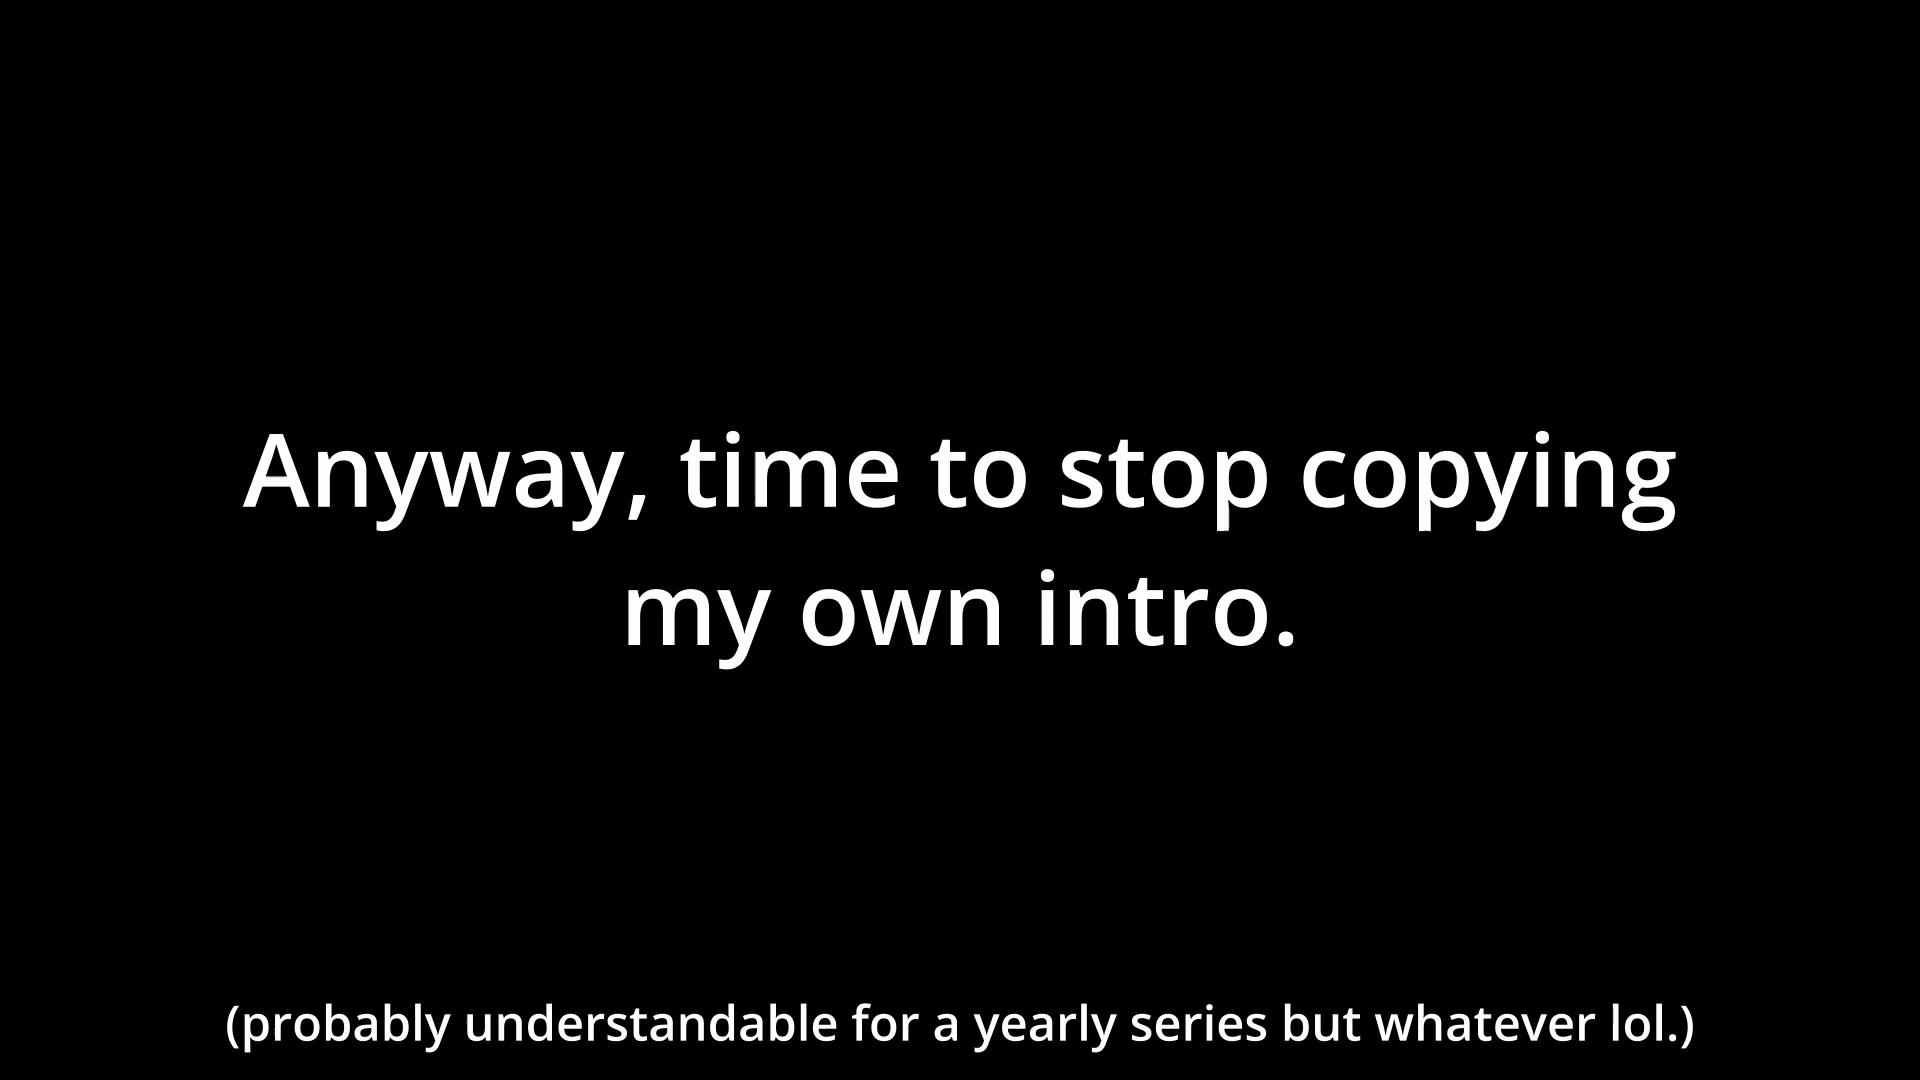 Anyway, time to stop copying
my own intro.
(probably understandable for a yearly series but whatever lol.)